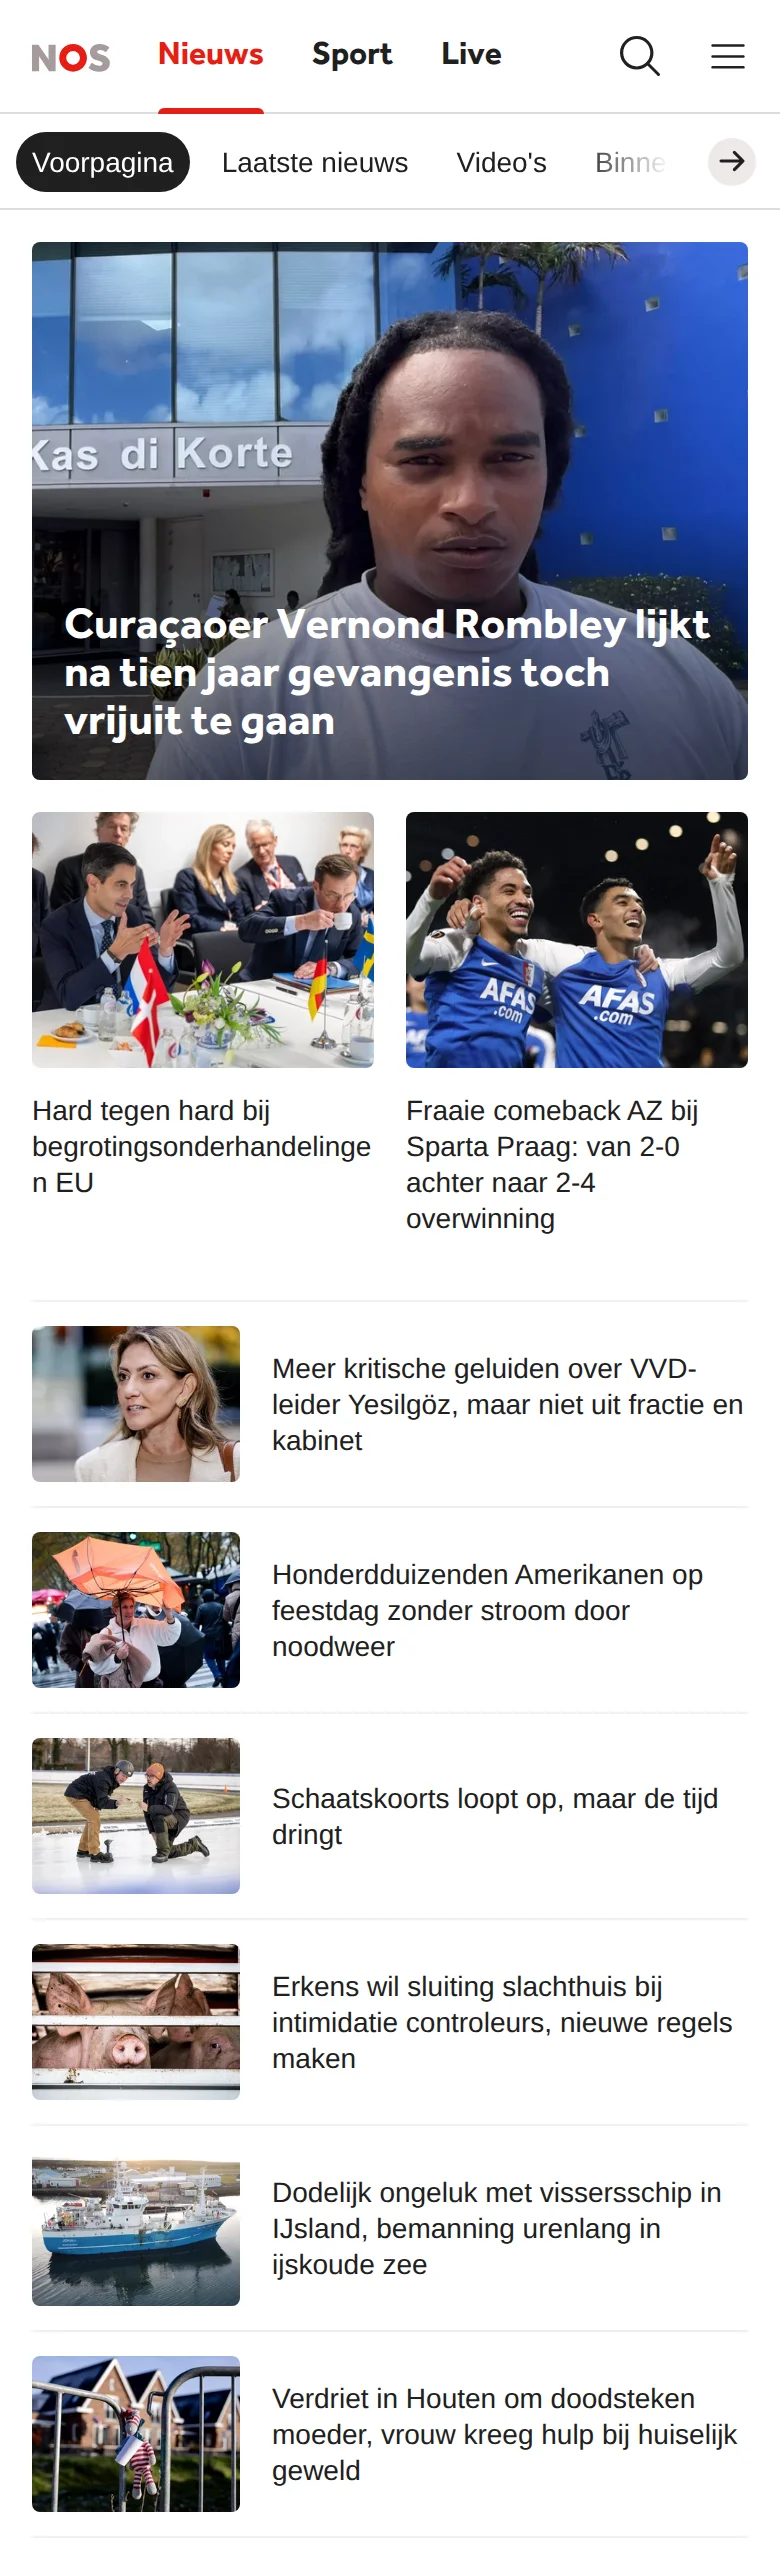 NOS Nieuws Sport Live
Voorpagina Laatste nieuws Video's Binne
Kas di Korte
Curaçaoer Vernond Rombley lijkt
na tien jaar gevangenis toch
vrijuit te gaan
AFAS
.com
AFAS
.com
Hard tegen hard bij
begrotingsonderhandelinge
n EU
Fraaie comeback AZ bij
Sparta Praag: van 2-0
achter naar 2-4
overwinning
Meer kritische geluiden over VVD-
leider Yesilgöz, maar niet uit fractie en
kabinet
Honderdduizenden Amerikanen op
feestdag zonder stroom door
noodweer
Schaatskoorts loopt op, maar de tijd
dringt
Erkens wil sluiting slachthuis bij
intimidatie controleurs, nieuwe regels
maken
Dodelijk ongeluk met vissersschip in
IJsland, bemanning urenlang in
ijskoude zee
Verdriet in Houten om doodsteken
moeder, vrouw kreeg hulp bij huiselijk
geweld